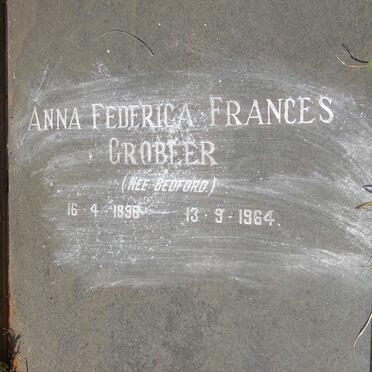 ANNA FEDERICA FRANCES
GROBLER
(NEE BEDFORD.)
16-4-1898 13-9-1964.